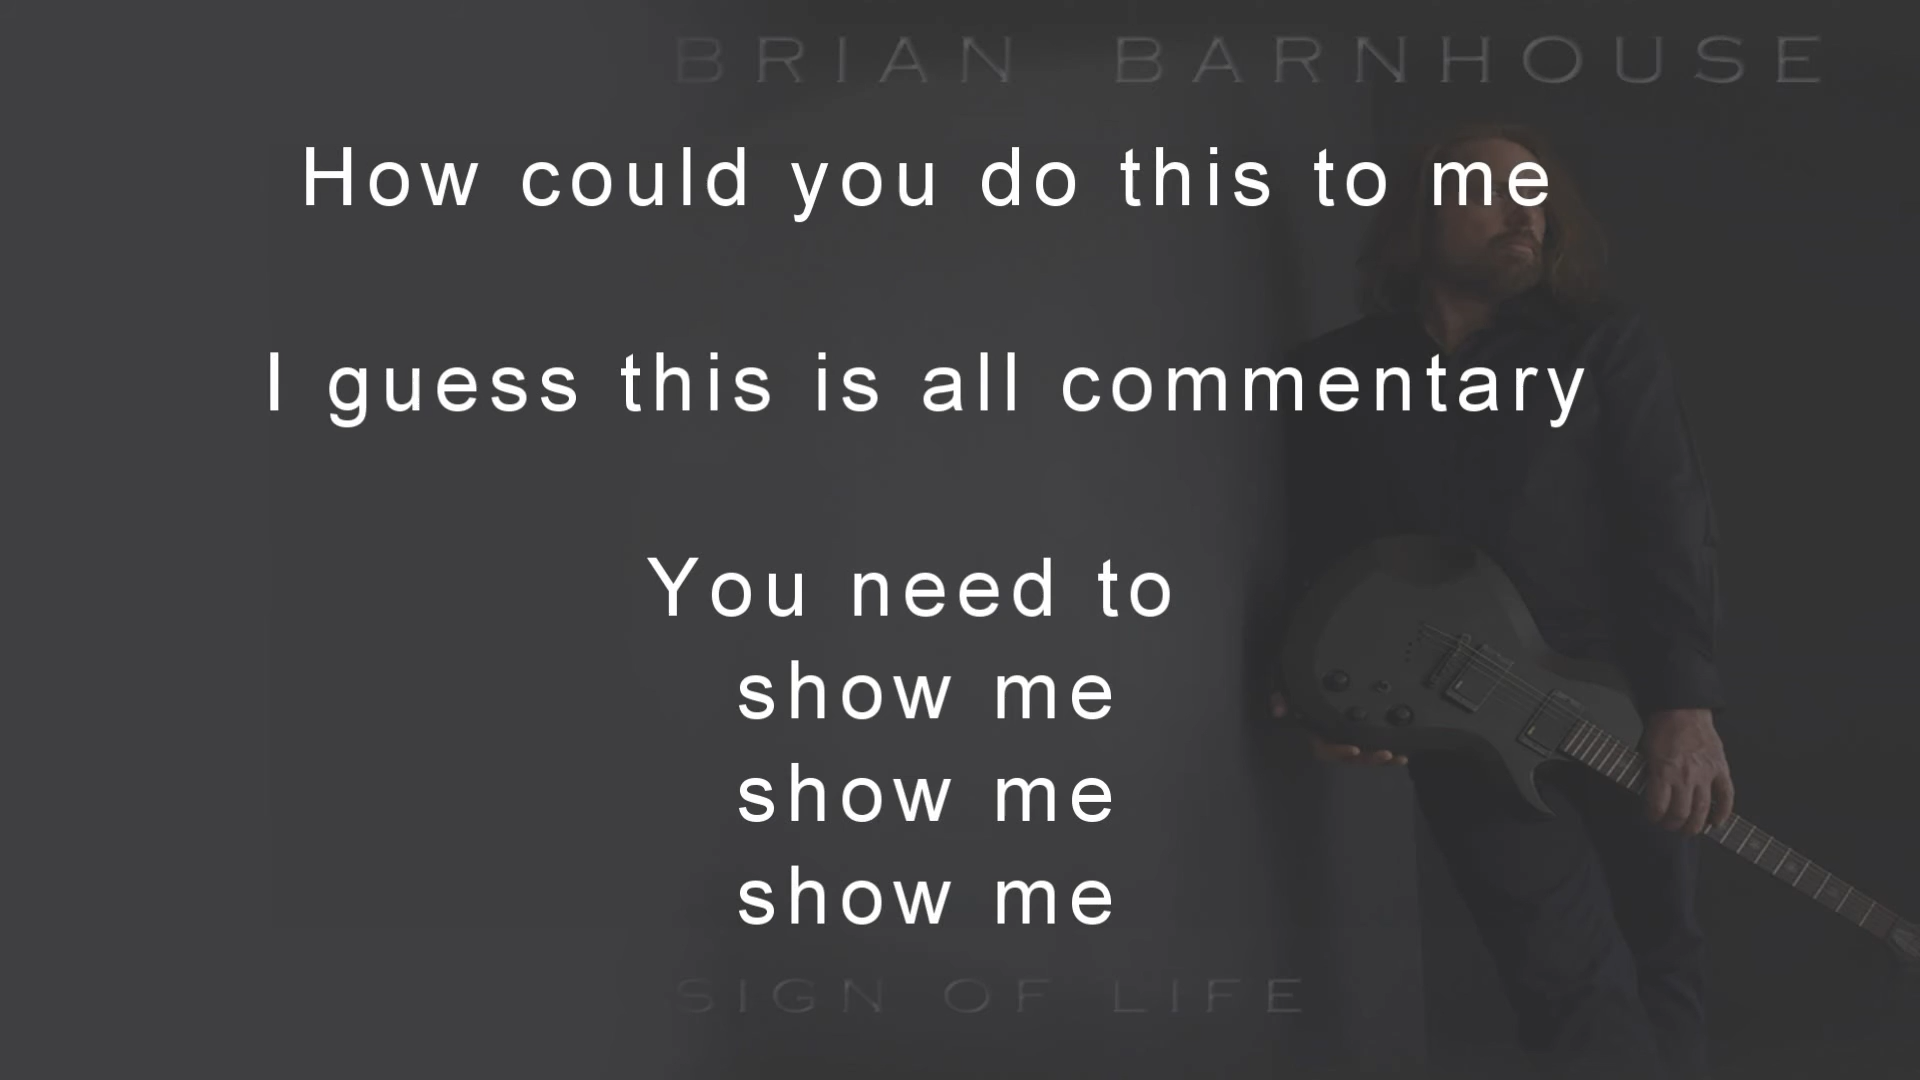 BRIAN BARNHOUSE
How could you do this to me
I guess this is all commentary
You need to
show me
show me
show me
SIGN OF LIFE